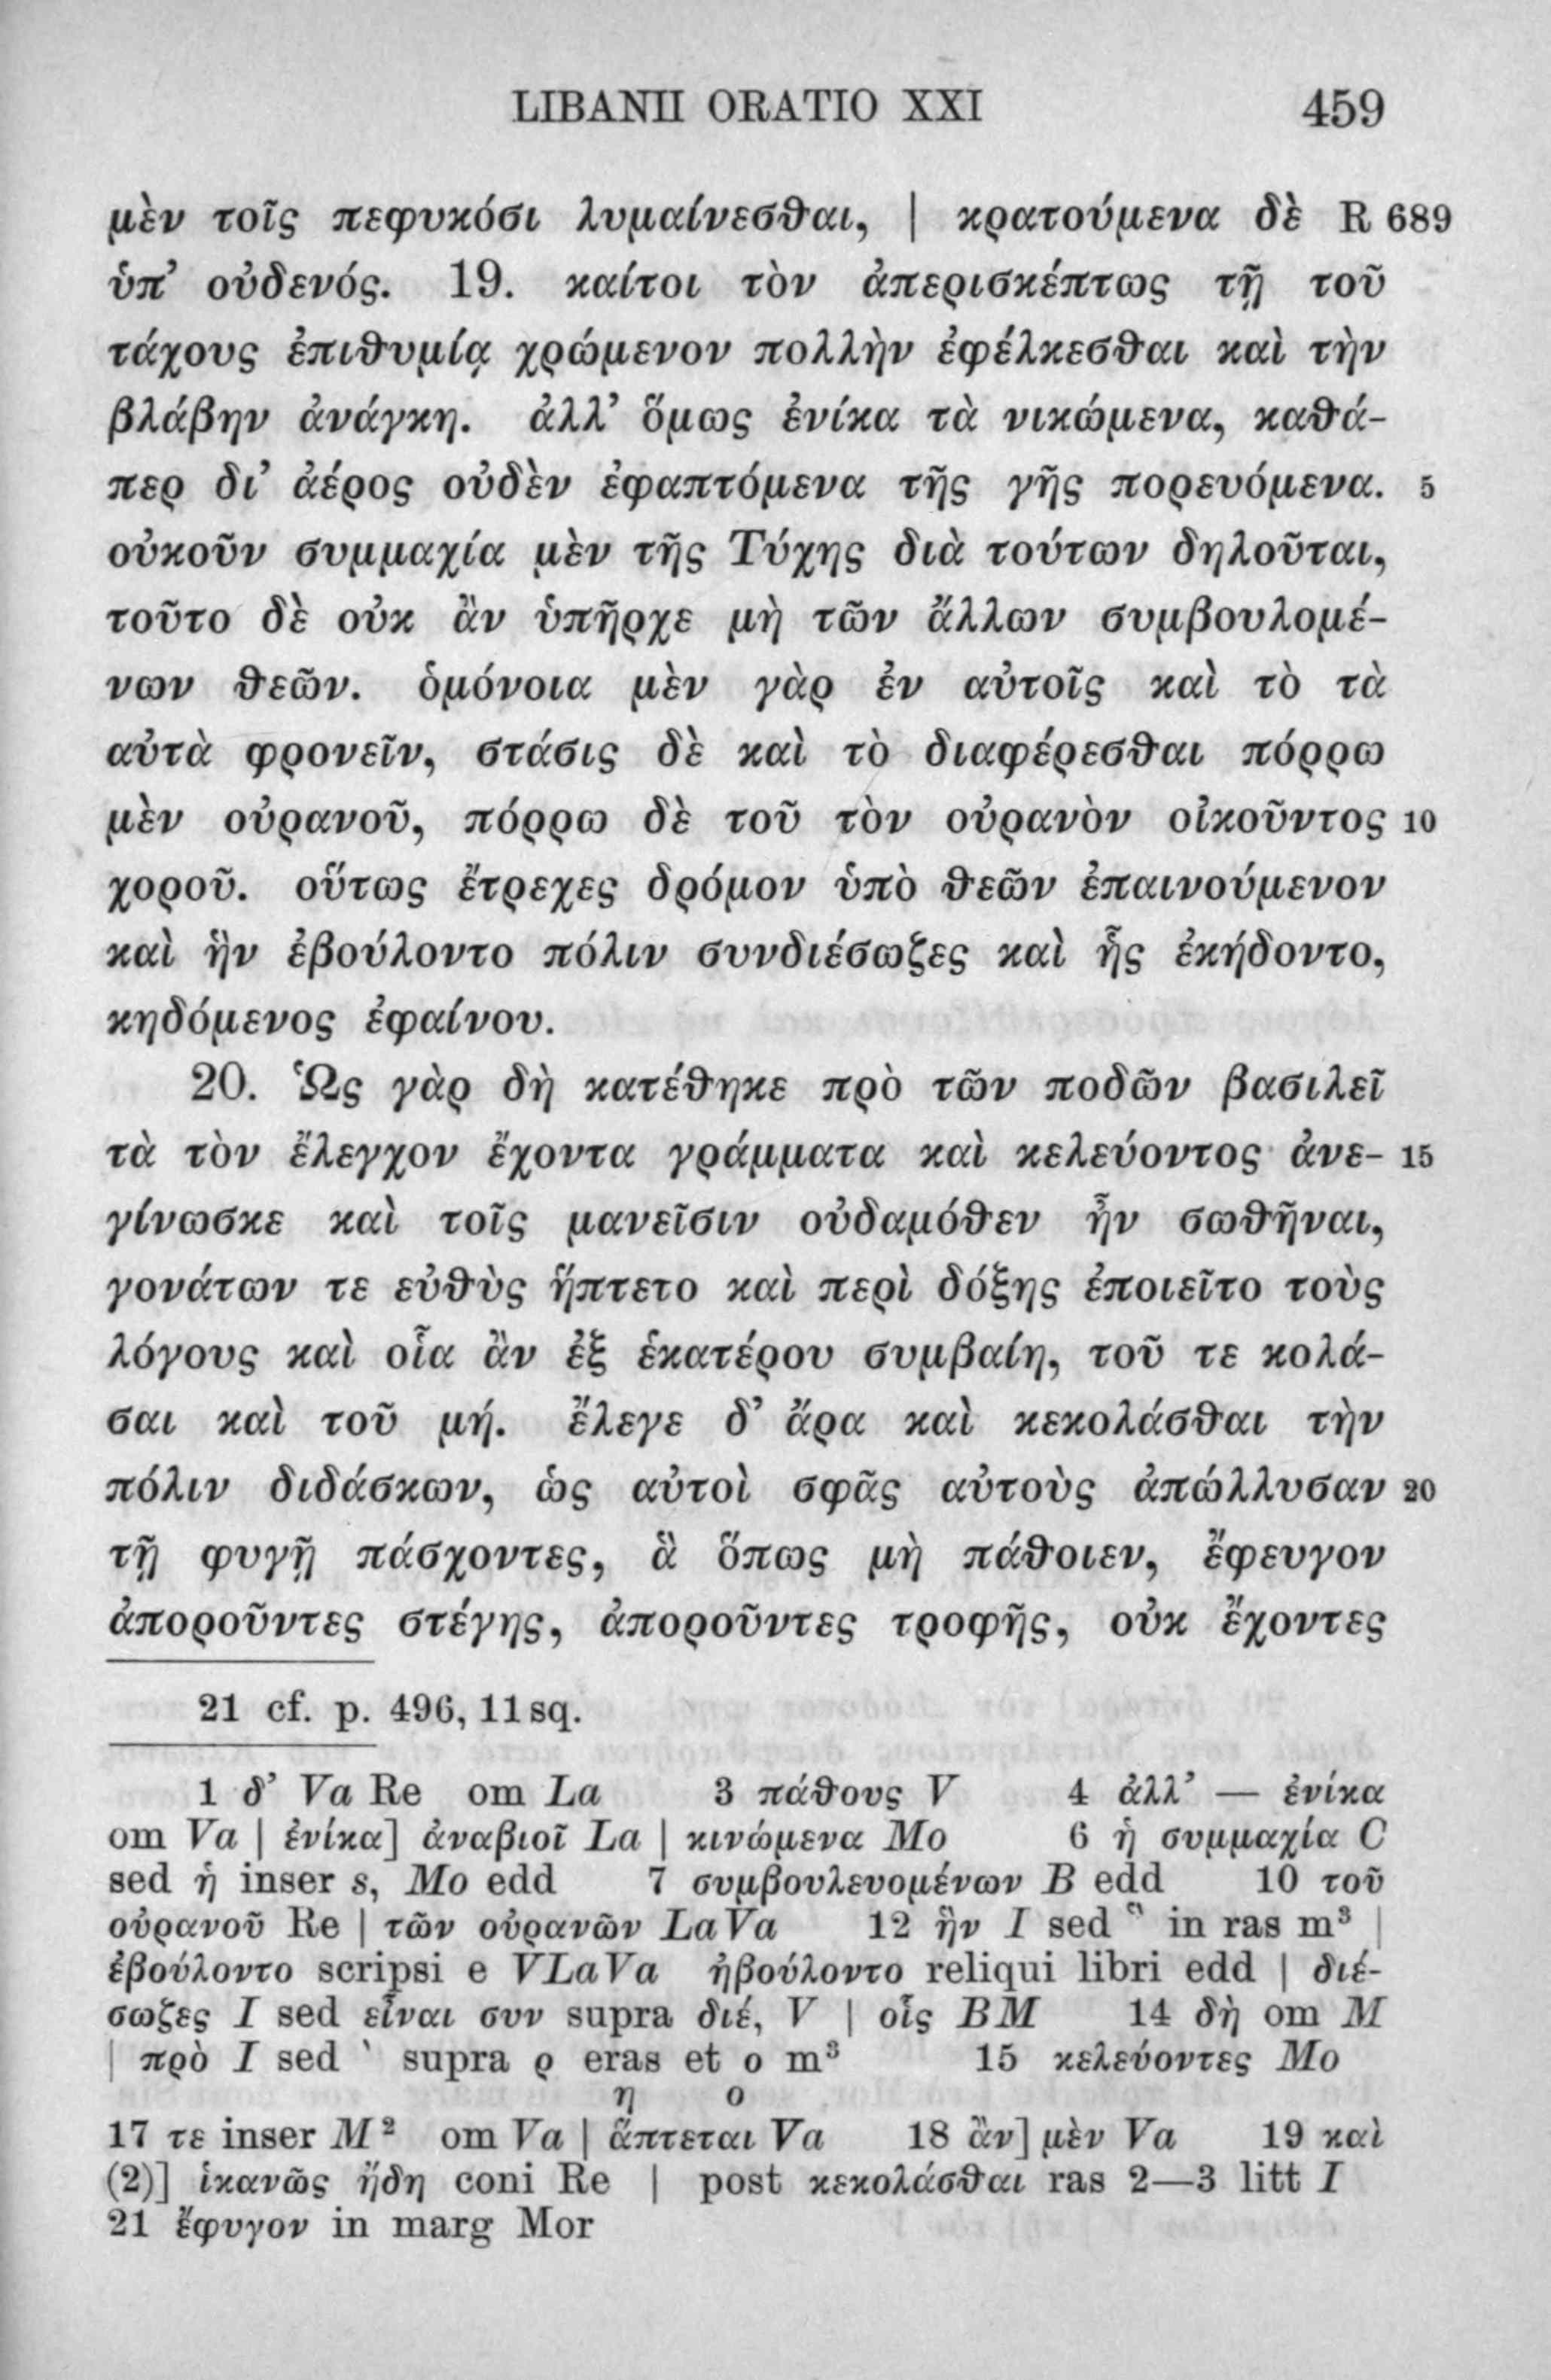 LIBANII ORATIO XXI 459
μὲν τοῖς πεφυκόσι λυμαίνεσθαι, | κρατούμενα δὲ R 689
ὑπ’ οὐδενός. 19. καίτοι τὸν ἀπερισκέπτως τῇ τοῦ
τάχους ἐπιθυμίᾳ χρώμενον πολλὴν ἐφέλκεσθαι καὶ τὴν
βλάβην ἀνάγκη. ἀλλ’ ὅμως ἐνίκα τὰ νικώμενα, καθά-
περ δι’ ἀέρος οὐδὲν ἐφαπτόμενα τῆς γῆς πορευόμενα. 5
οὐκοῦν συμμαχία μὲν τῆς Τύχης διὰ τούτων δηλοῦται,
τοῦτο δὲ οὐκ ἂν ὑπῆρχε μὴ τῶν ἄλλων συμβουλομέ-
νων θεῶν. ὁμόνοια μὲν γὰρ ἐν αὐτοῖς καὶ τὸ τὰ
αὐτὰ φρονεῖν, στάσις δὲ καὶ τὸ διαφέρεσθαι πόρρω
μὲν οὐρανοῦ, πόρρω δὲ τοῦ τὸν οὐρανὸν οἰκοῦντος 10
χοροῦ. οὕτως ἔτρεχες δρόμον ὑπὸ θεῶν ἐπαινούμενον
καὶ ἣν ἐβούλοντο πόλιν συνδιέσωζες καὶ ἧς ἐκήδοντο,
κηδόμενος ἐφαίνου.
20. Ὡς γὰρ δὴ κατέθηκε πρὸ τῶν ποδῶν βασιλεῖ
τὰ τὸν ἔλεγχον ἔχοντα γράμματα καὶ κελεύοντος ἀνε- 15
γίνωσκε καὶ τοῖς μανεῖσιν οὐδαμόθεν ἦν σωθῆναι,
γονάτων τε εὐθὺς ἥπτετο καὶ περὶ δόξης ἐποιεῖτο τοὺς
λόγους καὶ οἷα ἂν ἐξ ἑκατέρου συμβαίη, τοῦ τε κολά-
σαι καὶ τοῦ μή. ἔλεγε δ’ ἄρα καὶ κεκολάσθαι τὴν
πόλιν διδάσκων, ὡς αὐτοὶ σφᾶς αὐτοὺς ἀπώλλυσαν 20
τῇ φυγῇ πάσχοντες, ἃ ὅπως μὴ πάθοιεν, ἔφευγον
ἀποροῦντες στέγης, ἀποροῦντες τροφῆς, οὐκ ἔχοντες
21 cf. p. 496, 11 sq.
1 δ’ Va Re om La 3 πάθους V 4 ἀλλ’ — ἐνίκα
om Va | ἐνίκα] ἀναβιοῖ La | κινώμενα Mo 6 ἡ συμμαχία C
sed ἡ inser s, Mo edd 7 συμβουλευομένων B edd 10 τοῦ
οὐρανοῦ Re | τῶν οὐρανῶν La Va 12 ἣν I sed ῞ in ras m³ |
ἐβούλοντο scripsi e V La Va ἠβούλοντο reliqui libri edd | διέ-
σωζες I sed εἶναι συν supra διέ, V | οἷς BM 14 δὴ om M
| πρὸ I sed ` supra ρ eras et ο m³ 15 κελεύοντες Mo
η ο
17 τε inser M² om Va | ἅπτεται Va 18 ἂν] μὲν Va 19 καὶ
(2)] ἱκανῶς ἤδη coni Re | post κεκολάσθαι ras 2—3 litt I
21 ἔφυγον in marg Mor